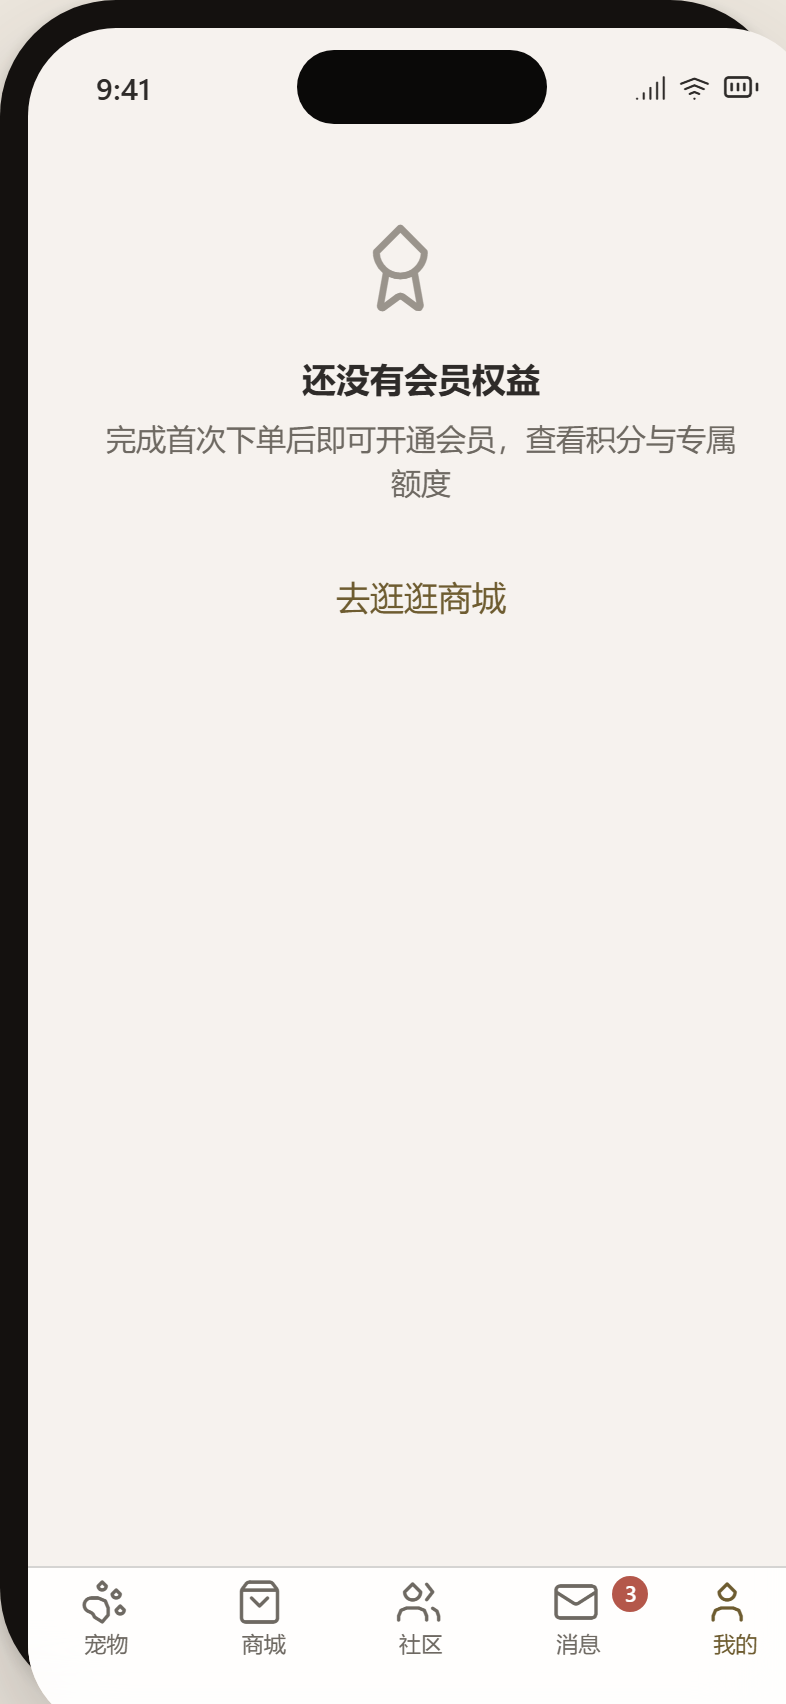 9:41
还没有会员权益
完成首次下单后即可开通会员，查看积分与专属
额度
去逛逛商城
3
宠物
商城
社区
消息
我的